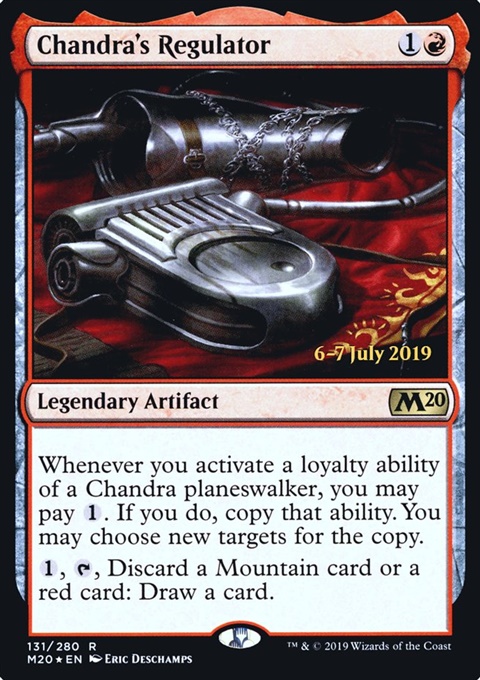 Chandra's Regulator 1
6–7 July 2019
Legendary Artifact M20
Whenever you activate a loyalty ability
of a Chandra planeswalker, you may
pay 1. If you do, copy that ability. You
may choose new targets for the copy.
1, , Discard a Mountain card or a
red card: Draw a card.
131/280 R
M20★EN Eric Deschamps
™ & © 2019 Wizards of the Coast